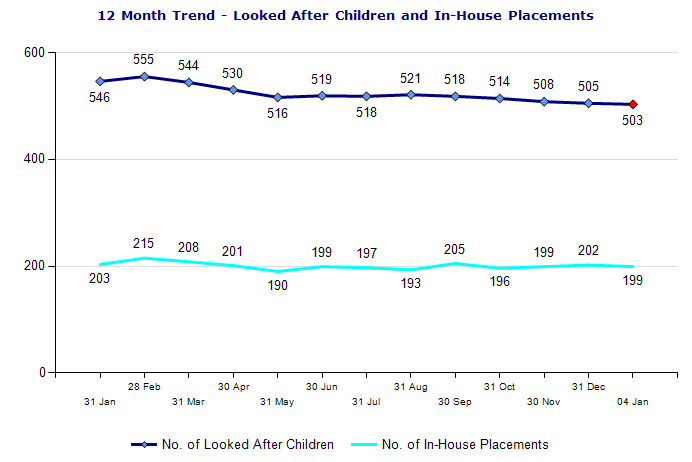 12 Month Trend - Looked After Children and In-House Placements
600
400
200
0
546
555
544
530
516
519
518
521
518
514
508
505
503
203
215
208
201
190
199
197
193
205
196
199
202
199
28 Feb
30 Apr
30 Jun
31 Aug
31 Oct
31 Dec
31 Jan
31 Mar
31 May
31 Jul
30 Sep
30 Nov
04 Jan
No. of Looked After Children
No. of In-House Placements